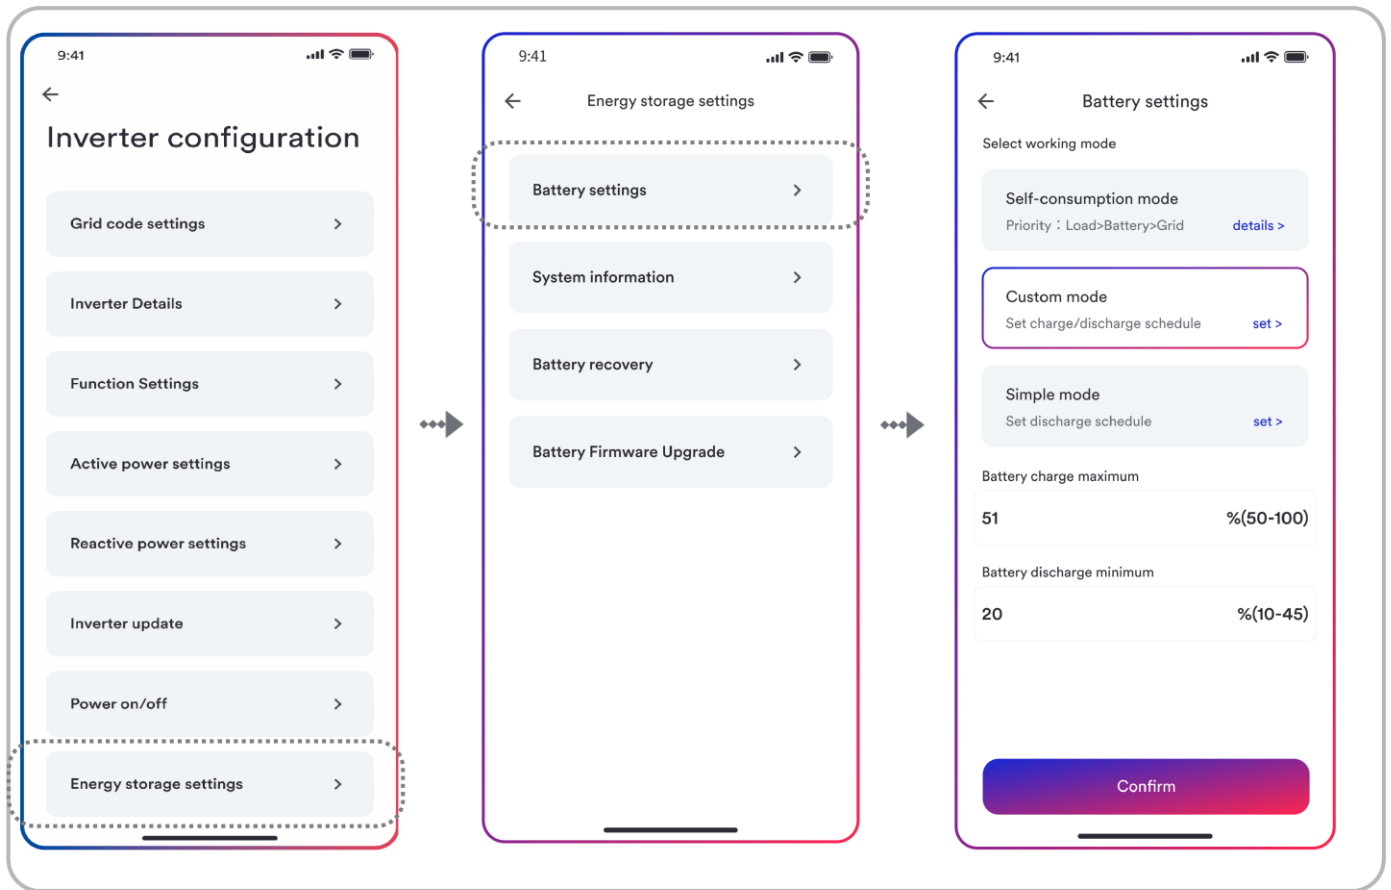 9:41
Inverter configuration
Grid code settings
Inverter Details
Function Settings
Active power settings
Reactive power settings
Inverter update
Power on/off
Energy storage settings
9:41
Energy storage settings
Battery settings
System information
Battery recovery
Battery Firmware Upgrade
9:41
Battery settings
Select working mode
Self-consumption mode
Priority：Load>Battery>Grid details >
Custom mode
Set charge/discharge schedule set >
Simple mode
Set discharge schedule set >
Battery charge maximum
51 %(50-100)
Battery discharge minimum
20 %(10-45)
Confirm